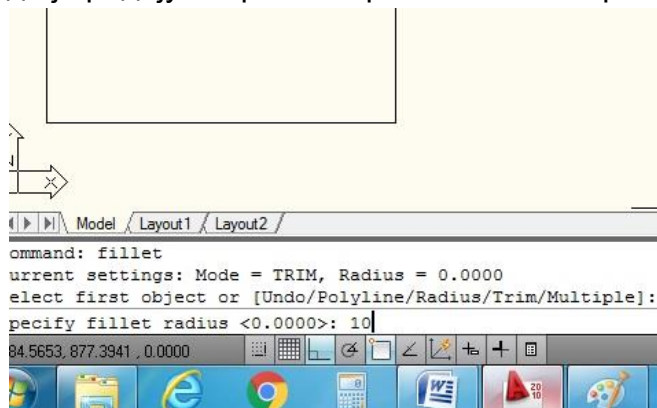 X
Model Layout1 Layout2
ommand: fillet
urrent settings: Mode = TRIM, Radius = 0.0000
elect first object or [Undo/Polyline/Radius/Trim/Multiple]:
pecify fillet radius <0.0000>: 10
84.5653, 877.3941 , 0.0000